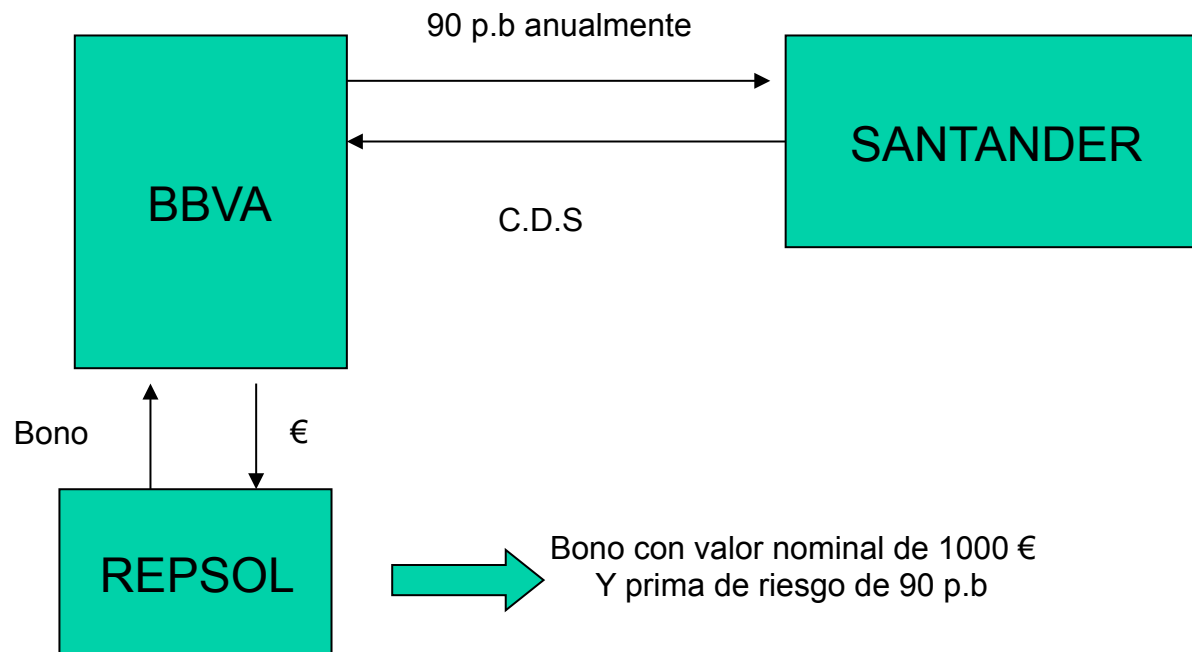 90 p.b anualmente
BBVA
SANTANDER
C.D.S
Bono
€
REPSOL
Bono con valor nominal de 1000 €
Y prima de riesgo de 90 p.b